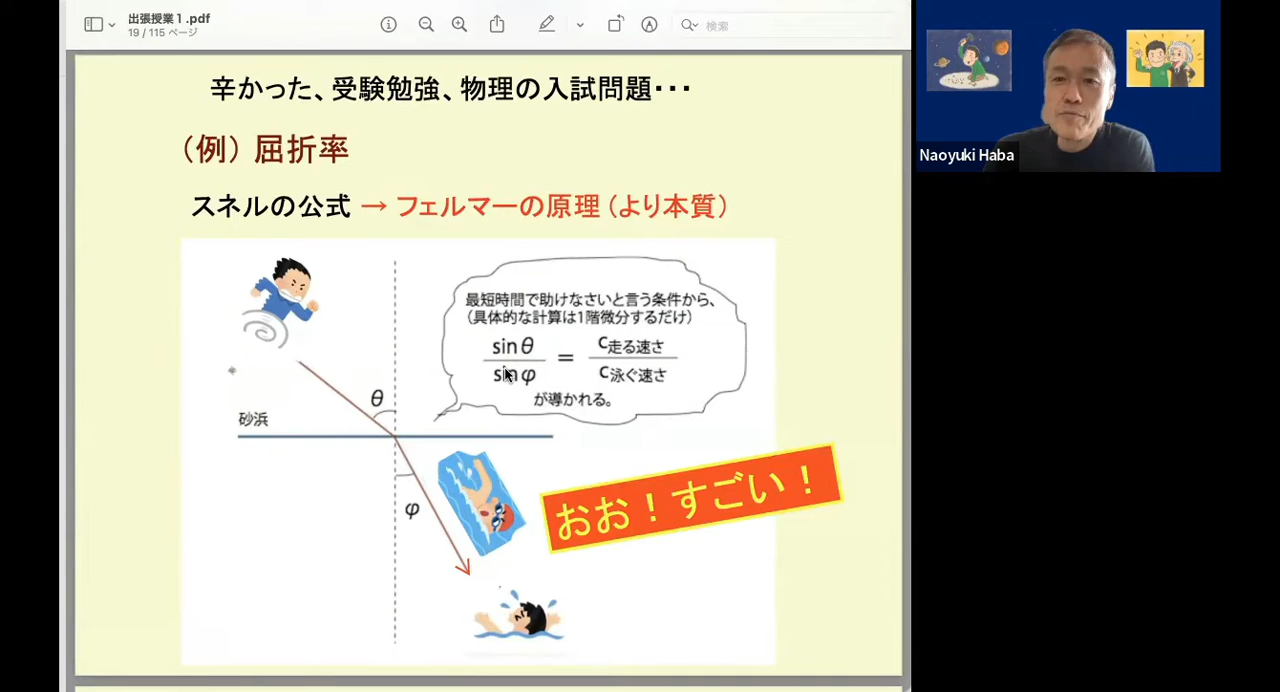 出張授業1.pdf
19 / 115 ページ
検索
辛かった、受験勉強、物理の入試問題・・・
（例）屈折率
スネルの公式 → フェルマーの原理（より本質）
最短時間で助けなさいと言う条件から、
（具体的な計算は1階微分するだけ）
sinθ
sinφ
=
C走る速さ
C泳ぐ速さ
が導かれる。
θ
砂浜
φ
おお！すごい！
Naoyuki Haba